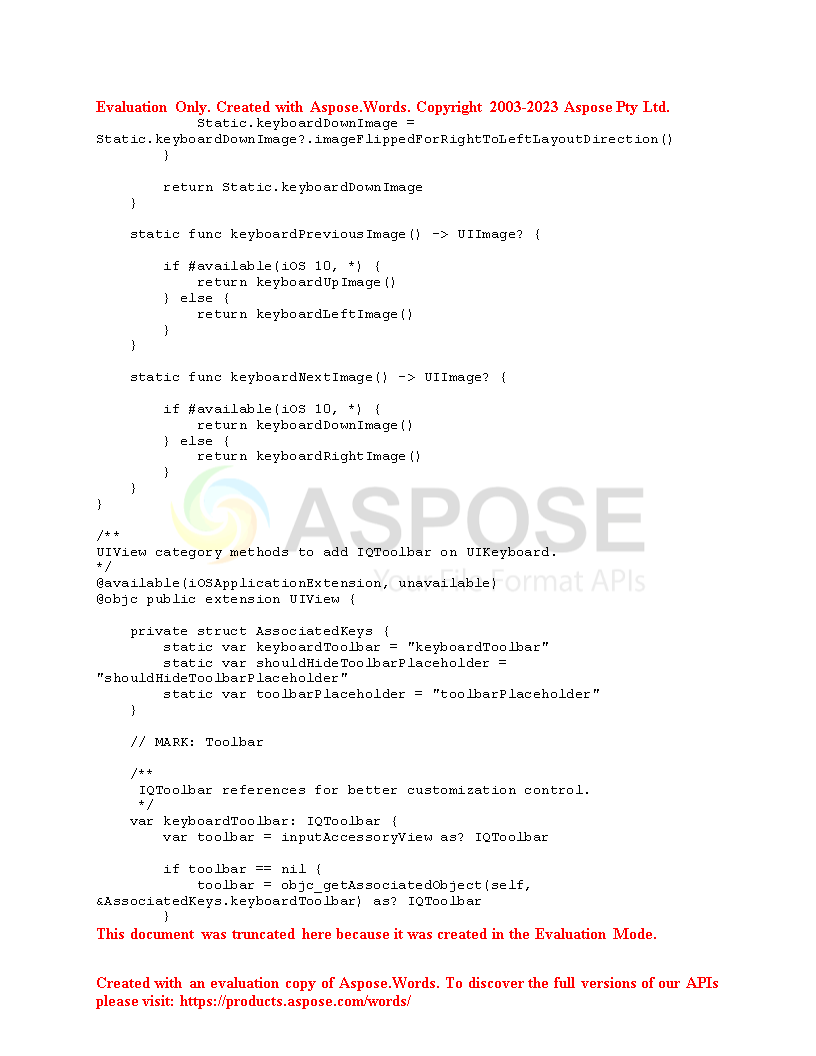 Evaluation Only. Created with Aspose.Words. Copyright 2003-2023 Aspose Pty Ltd.
            Static.keyboardDownImage =
Static.keyboardDownImage?.imageFlippedForRightToLeftLayoutDirection()
        }

        return Static.keyboardDownImage
    }

    static func keyboardPreviousImage() -> UIImage? {

        if #available(iOS 10, *) {
            return keyboardUpImage()
        } else {
            return keyboardLeftImage()
        }
    }

    static func keyboardNextImage() -> UIImage? {

        if #available(iOS 10, *) {
            return keyboardDownImage()
        } else {
            return keyboardRightImage()
        }
    }
}
ASPOSE
/**
UIView category methods to add IQToolbar on UIKeyboard.
*/
Your File Format APIs
@available(iOSApplicationExtension, unavailable)
@objc public extension UIView {

    private struct AssociatedKeys {
        static var keyboardToolbar = "keyboardToolbar"
        static var shouldHideToolbarPlaceholder =
"shouldHideToolbarPlaceholder"
        static var toolbarPlaceholder = "toolbarPlaceholder"
    }

    // MARK: Toolbar

    /**
     IQToolbar references for better customization control.
     */
    var keyboardToolbar: IQToolbar {
        var toolbar = inputAccessoryView as? IQToolbar

        if toolbar == nil {
            toolbar = objc_getAssociatedObject(self,
&AssociatedKeys.keyboardToolbar) as? IQToolbar
        }
This document was truncated here because it was created in the Evaluation Mode.
Created with an evaluation copy of Aspose.Words. To discover the full versions of our APIs
please visit: https://products.aspose.com/words/